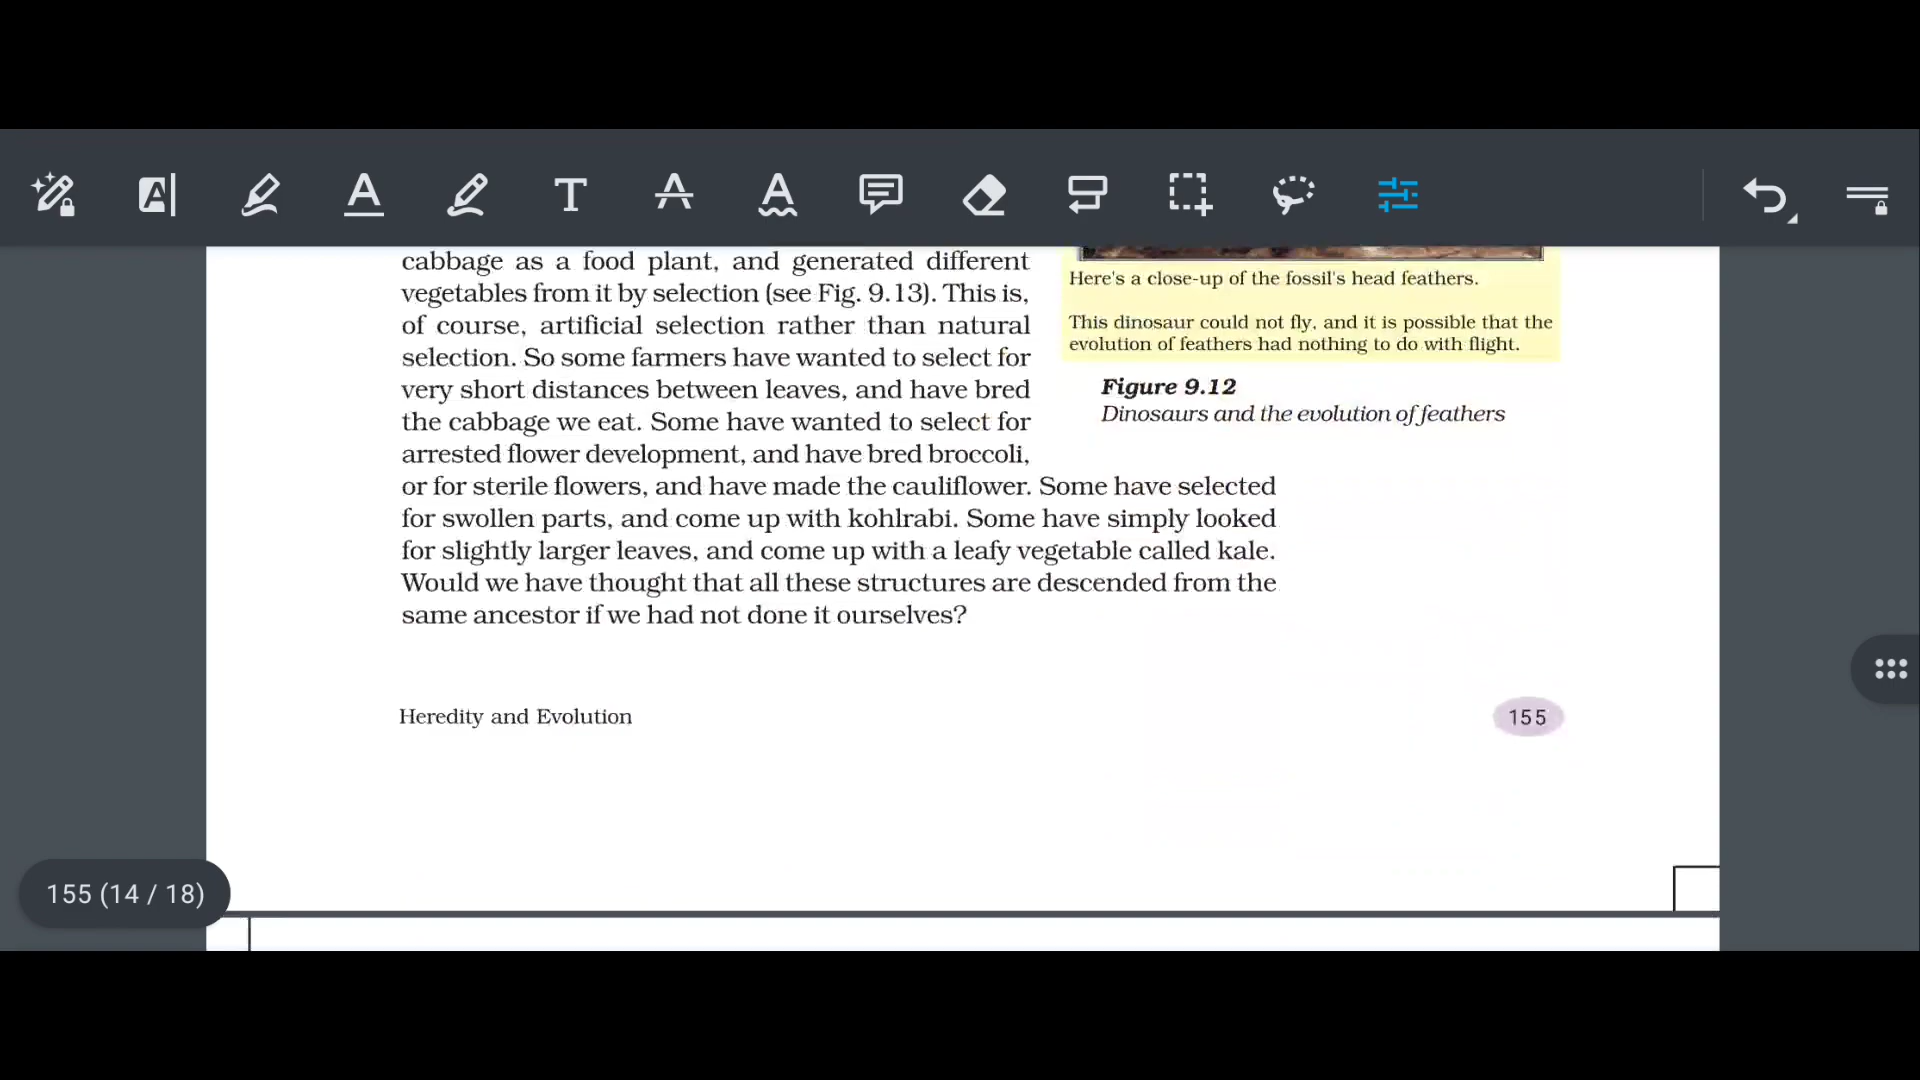 cabbage as a food plant, and generated different
vegetables from it by selection (see Fig. 9.13). This is,
of course, artificial selection rather than natural
selection. So some farmers have wanted to select for
very short distances between leaves, and have bred
the cabbage we eat. Some have wanted to select for
arrested flower development, and have bred broccoli,
or for sterile flowers, and have made the cauliflower. Some have selected
for swollen parts, and come up with kohlrabi. Some have simply looked
for slightly larger leaves, and come up with a leafy vegetable called kale.
Would we have thought that all these structures are descended from the
same ancestor if we had not done it ourselves?
Here's a close-up of the fossil's head feathers.
This dinosaur could not fly, and it is possible that the
evolution of feathers had nothing to do with flight.
Figure 9.12
Dinosaurs and the evolution of feathers
Heredity and Evolution
155
155 (14 / 18)